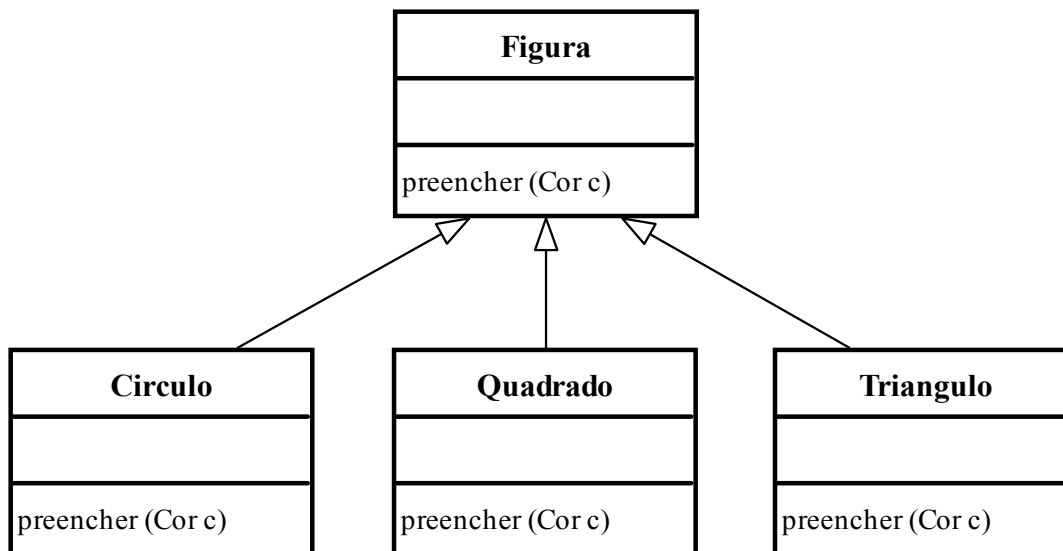 Figura
preencher (Cor c)
Circulo
preencher (Cor c)
Quadrado
preencher (Cor c)
Triangulo
preencher (Cor c)